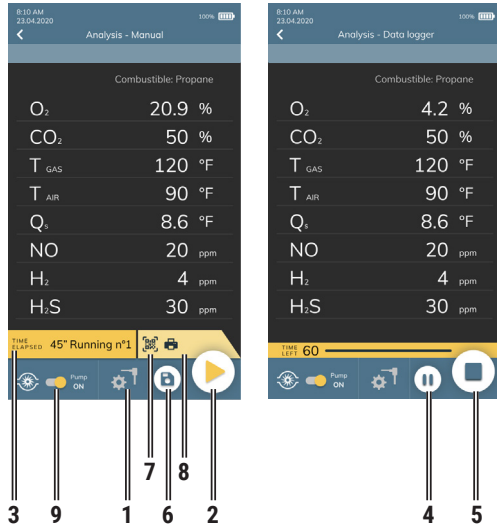 8:10 AM
23.04.2020
100%
Analysis - Manual
Combustible: Propane
O2 20.9 %
CO2 50 %
T GAS 120 °F
T AIR 90 °F
Qs 8.6 °F
NO 20 ppm
H2 4 ppm
H2S 30 ppm
TIME
ELAPSED 45" Running n°1
Pump
ON
8:10 AM
23.04.2020
100%
Analysis - Data logger
Combustible: Propane
O2 4.2 %
CO2 50 %
T GAS 120 °F
T AIR 90 °F
Qs 8.6 °F
NO 20 ppm
H2 4 ppm
H2S 30 ppm
TIME
LEFT 60
Pump
ON
7 8
3 9 1 6 2 4 5